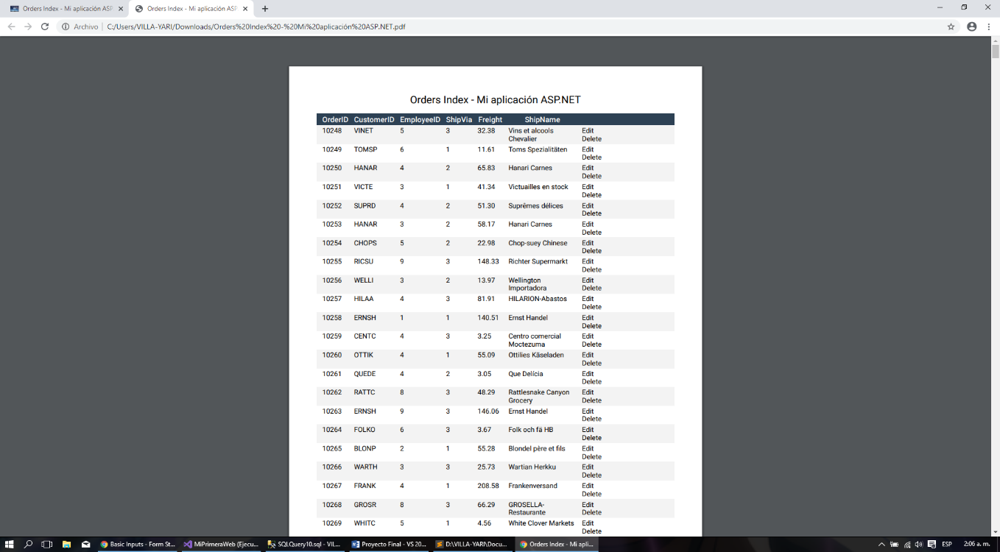 Orders Index - Mi aplicación ASP
Orders Index - Mi aplicación ASP
Archivo | C:/Users/VILLA-YARI/Downloads/Orders%20Index%20-%20Mi%20aplicación%20ASP.NET.pdf
Orders Index - Mi aplicación ASP.NET
OrderID CustomerID EmployeeID ShipVia Freight ShipName
10248 VINET 5 3 32.38 Vins et alcools Edit
Chevalier Delete
10249 TOMSP 6 1 11.61 Toms Spezialitäten Edit
Delete
10250 HANAR 4 2 65.83 Hanari Carnes Edit
Delete
10251 VICTE 3 1 41.34 Victuailles en stock Edit
Delete
10252 SUPRD 4 2 51.30 Suprêmes délices Edit
Delete
10253 HANAR 3 2 58.17 Hanari Carnes Edit
Delete
10254 CHOPS 5 2 22.98 Chop-suey Chinese Edit
Delete
10255 RICSU 9 3 148.33 Richter Supermarkt Edit
Delete
10256 WELLI 3 2 13.97 Wellington Edit
Importadora Delete
10257 HILAA 4 3 81.91 HILARION-Abastos Edit
Delete
10258 ERNSH 1 1 140.51 Ernst Handel Edit
Delete
10259 CENTC 4 3 3.25 Centro comercial Edit
Moctezuma Delete
10260 OTTIK 4 1 55.09 Ottilies Käseladen Edit
Delete
10261 QUEDE 4 2 3.05 Que Delícia Edit
Delete
10262 RATTC 8 3 48.29 Rattlesnake Canyon Edit
Grocery Delete
10263 ERNSH 9 3 146.06 Ernst Handel Edit
Delete
10264 FOLKO 6 3 3.67 Folk och fä HB Edit
Delete
10265 BLONP 2 1 55.28 Blondel père et fils Edit
Delete
10266 WARTH 3 3 25.73 Wartian Herkku Edit
Delete
10267 FRANK 4 1 208.58 Frankenversand Edit
Delete
10268 GROSR 8 3 66.29 GROSELLA- Edit
Restaurante Delete
10269 WHITC 5 1 4.56 White Clover Markets Edit
Delete
Basic Inputs - Form St... MiPrimeraWeb (Ejecu... SQLQuery10.sql - VIL... Proyecto Final - VS 20... D:\VILLA-YARI\Docu... Orders Index - Mi apli... ESP 2:06 a. m.